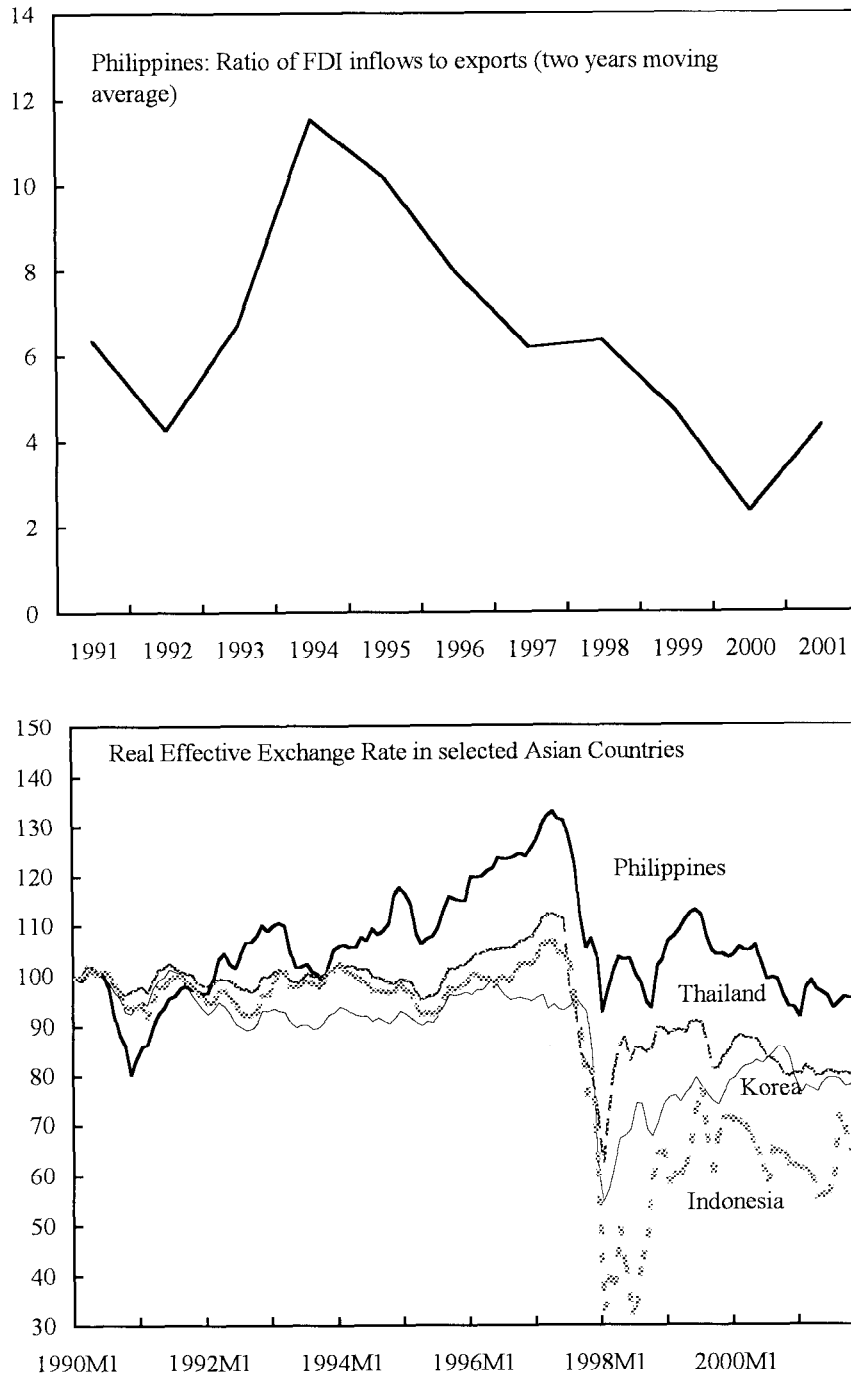 14
Philippines: Ratio of FDI inflows to exports (two years moving
average)
12
10
8
6
4
2
0
1991 1992 1993 1994 1995 1996 1997 1998 1999 2000 2001
150
Real Effective Exchange Rate in selected Asian Countries
140
130
120
Philippines
110
100
Thailand
90
80
Korea
70
60
Indonesia
50
40
30
1990M1 1992M1 1994M1 1996M1 1998M1 2000M1